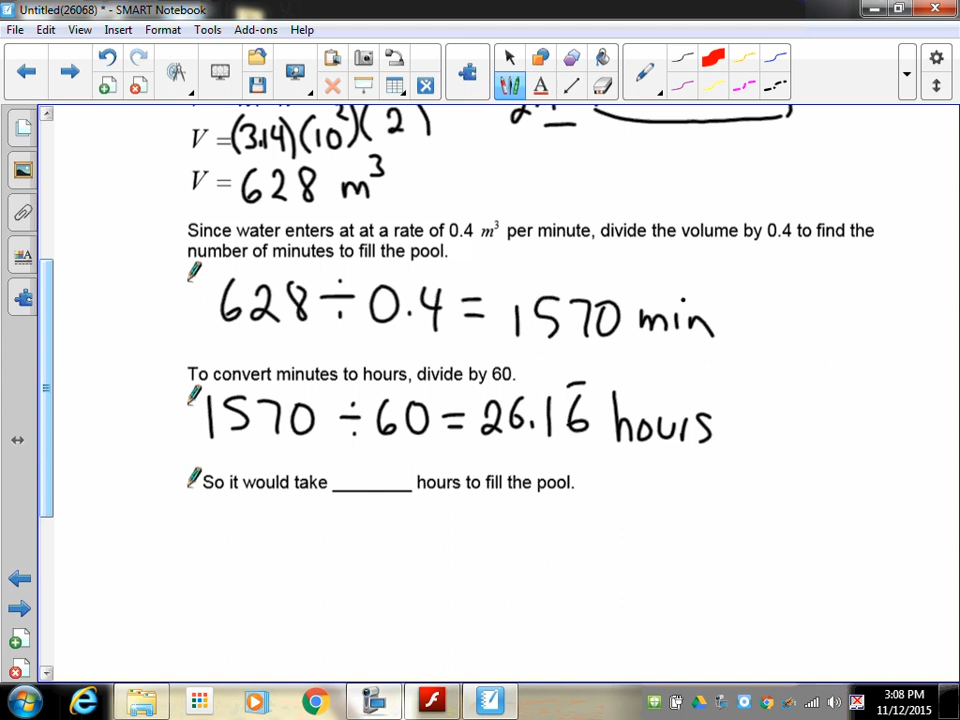 Untitled(26068) * - SMART Notebook
File Edit View Insert Format Tools Add-ons Help
V = (3.14)(10²)(2)
V = 628 m³
Since water enters at at a rate of 0.4 m³ per minute, divide the volume by 0.4 to find the
number of minutes to fill the pool.
628 ÷ 0.4 = 1570 min
To convert minutes to hours, divide by 60.
1570 ÷ 60 = 26.16̅ hours
So it would take ________ hours to fill the pool.
3:08 PM
11/12/2015